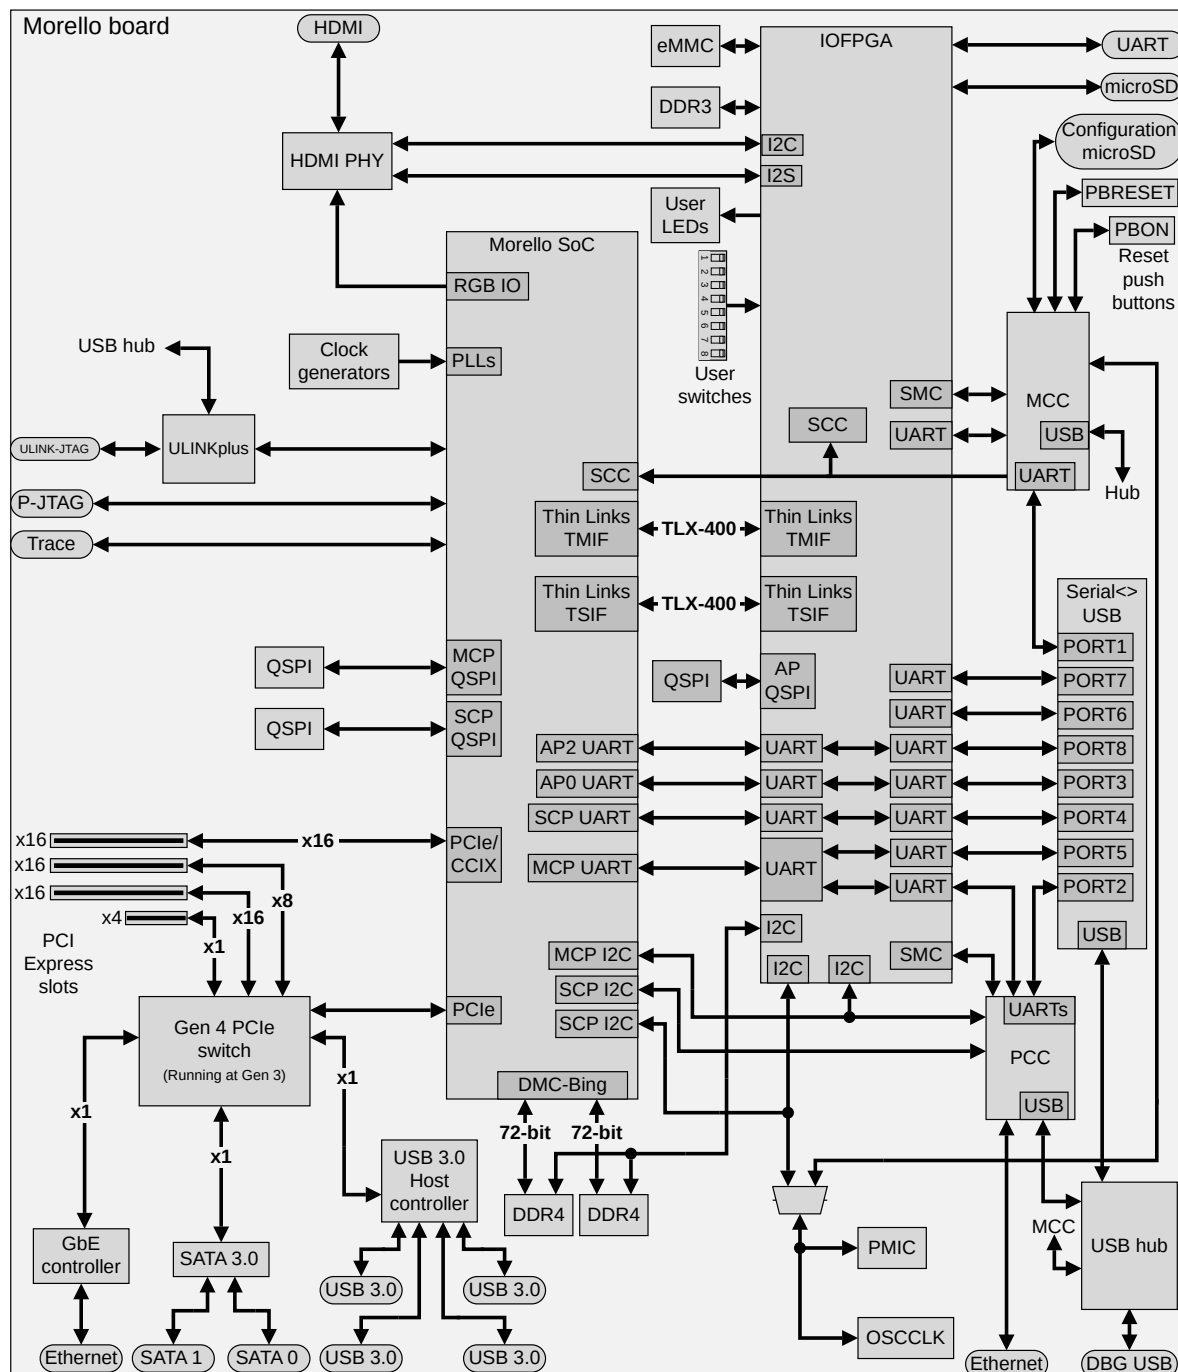 Morello board
HDMI
eMMC
IOFPGA
UART
DDR3
microSD
Configuration
microSD
HDMI PHY
I2C
I2S
PBRESET
User
LEDs
PBON
Reset
push
buttons
Morello SoC
RGB IO
1
2
3
4
5
6
7
8
User
switches
USB hub
Clock
generators
PLLs
SMC
MCC
SCC
UART
USB
ULINK-JTAG
ULINKplus
SCC
UART
Hub
P-JTAG
Thin Links
TMIF
TLX-400
Thin Links
TMIF
Trace
Thin Links
TSIF
TLX-400
Thin Links
TSIF
Serial<>
USB
PORT1
QSPI
MCP
QSPI
QSPI
AP
QSPI
UART
PORT7
UART
PORT6
QSPI
SCP
QSPI
AP2 UART
UART
UART
PORT8
AP0 UART
UART
UART
PORT3
SCP UART
UART
UART
PORT4
x16
x16
PCIe/
CCIX
UART
PORT5
x16
MCP UART
UART
x16
x8
UART
PORT2
x4
x16
x1
I2C
USB
PCI
Express
slots
MCP I2C
I2C
I2C
SMC
SCP I2C
PCIe
UARTs
SCP I2C
Gen 4 PCIe
switch
(Running at Gen 3)
PCC
x1
DMC-Bing
USB
x1
72-bit
72-bit
x1
USB 3.0
Host
controller
DDR4
DDR4
MCC
USB hub
GbE
controller
SATA 3.0
PMIC
USB 3.0
USB 3.0
OSCCLK
Ethernet
SATA 1
SATA 0
USB 3.0
USB 3.0
Ethernet
DBG USB